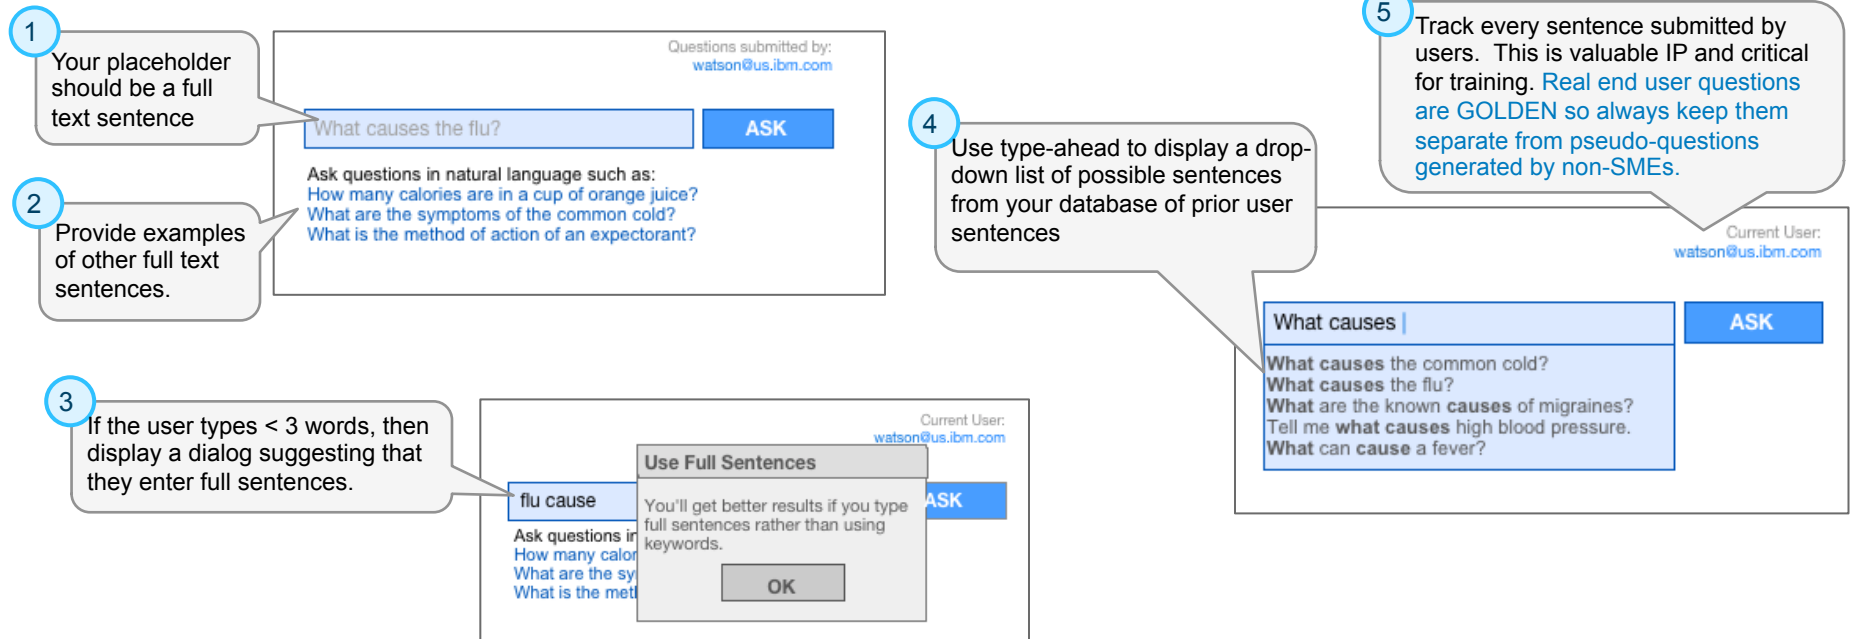 1
Your placeholder
should be a full
text sentence
Questions submitted by:
watson@us.ibm.com
What causes the flu?
ASK
Ask questions in natural language such as:
How many calories are in a cup of orange juice?
What are the symptoms of the common cold?
What is the method of action of an expectorant?
2
Provide examples
of other full text
sentences.
3
If the user types < 3 words, then
display a dialog suggesting that
they enter full sentences.
Current User:
watson@us.ibm.com
flu cause
ASK
Ask questions in
How many calor
What are the sy
What is the met
Use Full Sentences
You'll get better results if you type
full sentences rather than using
keywords.
OK
4
Use type-ahead to display a drop-
down list of possible sentences
from your database of prior user
sentences
5
Track every sentence submitted by
users. This is valuable IP and critical
for training. Real end user questions
are GOLDEN so always keep them
separate from pseudo-questions
generated by non-SMEs.
Current User:
watson@us.ibm.com
What causes
ASK
What causes the common cold?
What causes the flu?
What are the known causes of migraines?
Tell me what causes high blood pressure.
What can cause a fever?